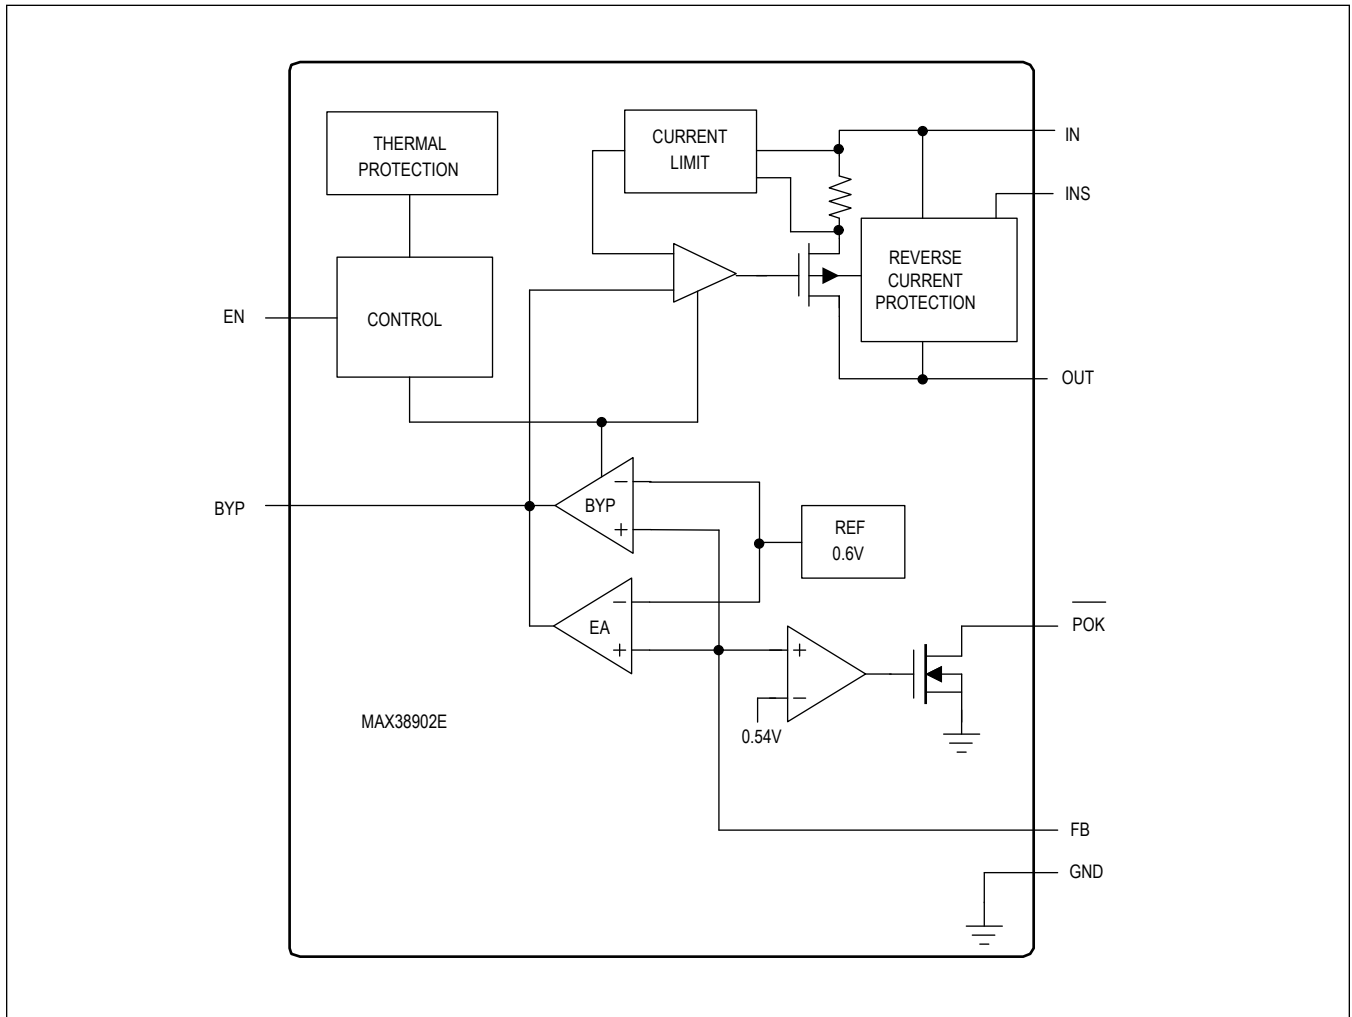 THERMAL
PROTECTION
CURRENT
LIMIT
IN
INS
REVERSE
CURRENT
PROTECTION
EN
CONTROL
OUT
BYP
−
BYP
+
REF
0.6V
−
EA
+
+
−
0.54V
POK
MAX38902E
FB
GND